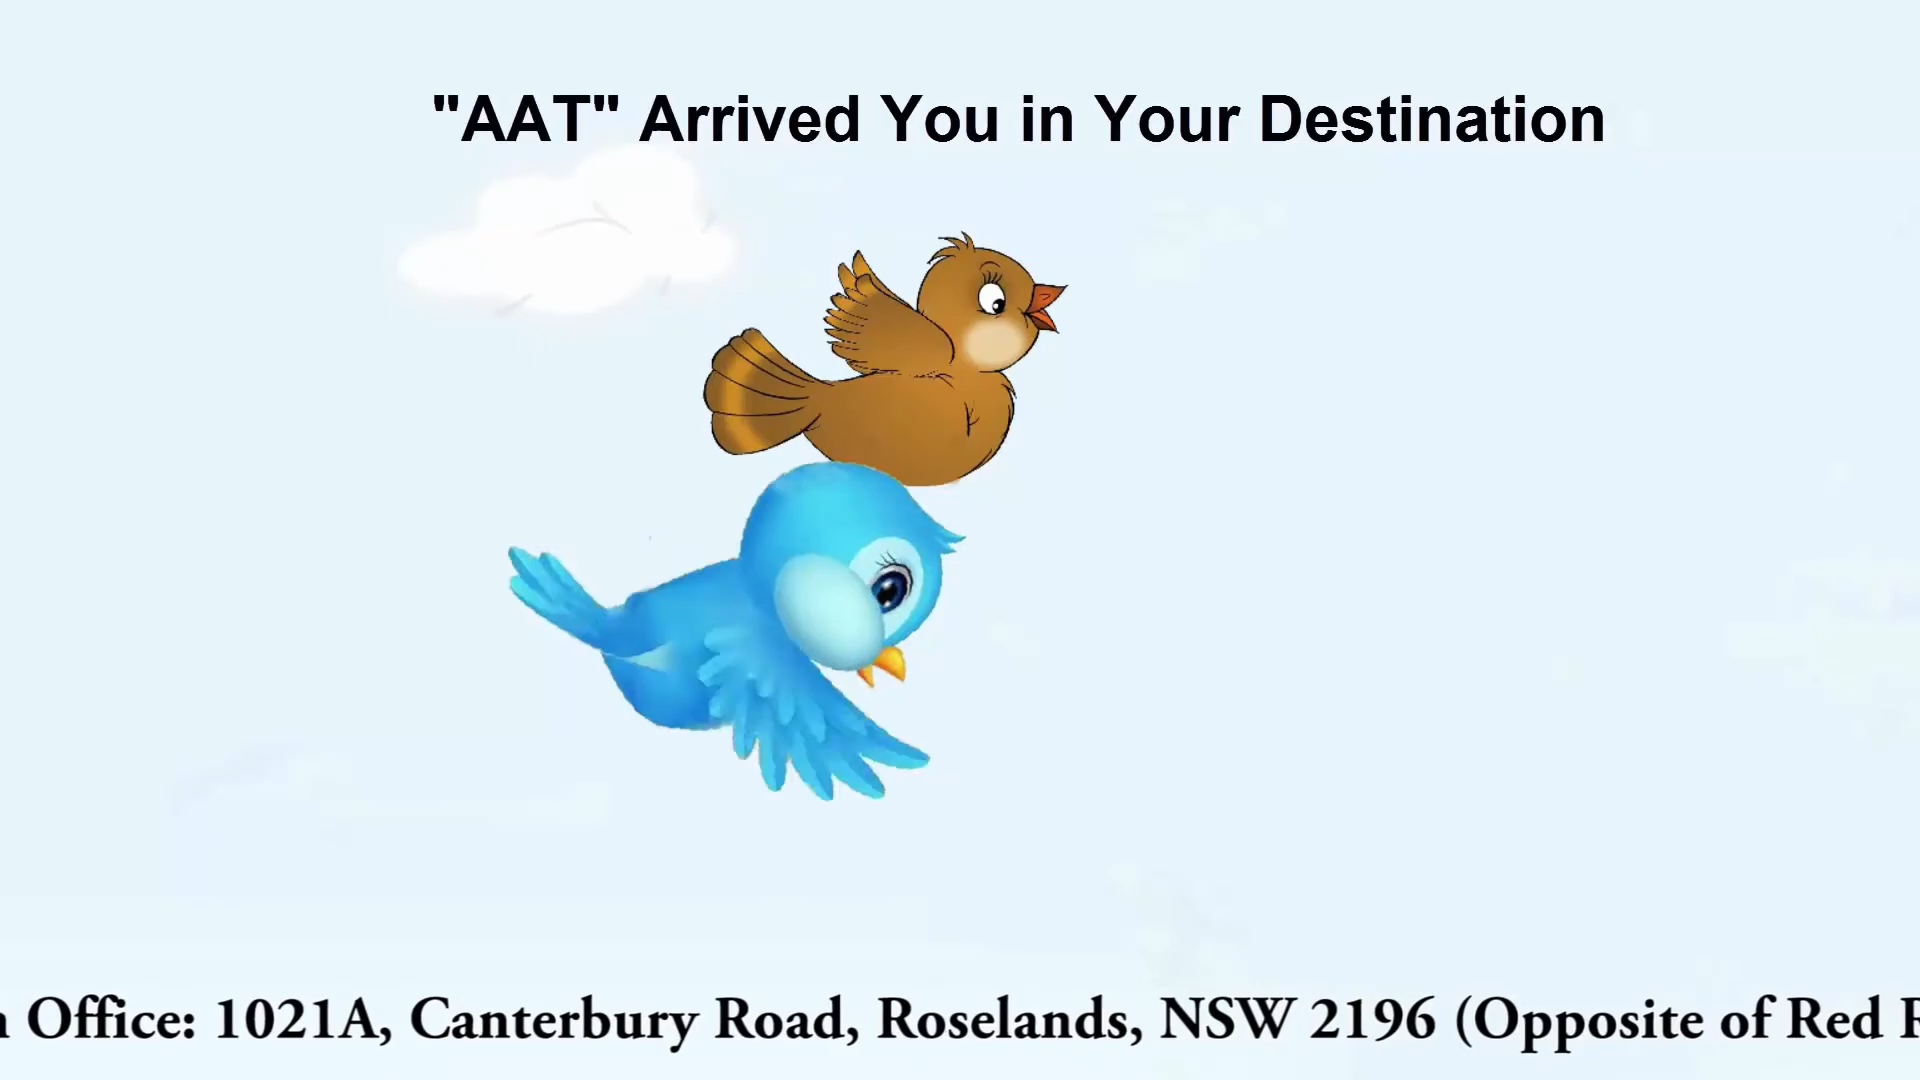 "AAT" Arrived You in Your Destination
Office: 1021A, Canterbury Road, Roselands, NSW 2196 (Opposite of Red